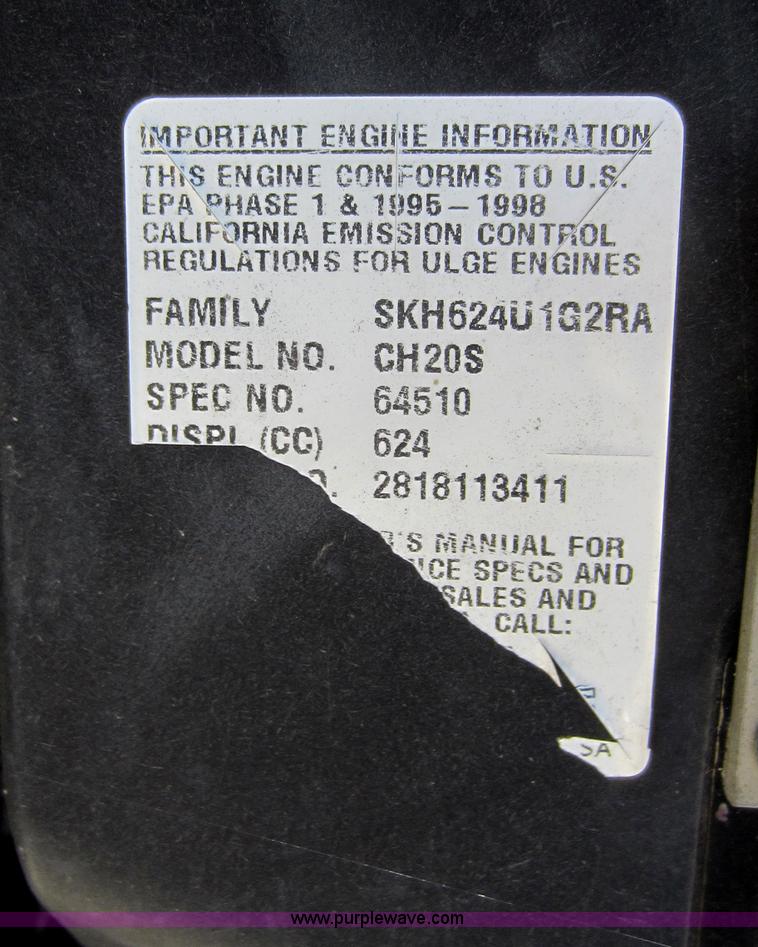 IMPORTANT ENGINE INFORMATION
THIS ENGINE CONFORMS TO U.S.
EPA PHASE 1 & 1995–1998
CALIFORNIA EMISSION CONTROL
REGULATIONS FOR ULGE ENGINES
FAMILY SKH624U1G2RA
MODEL NO. CH20S
SPEC NO. 64510
DISPL (CC) 624
2818113411
'S MANUAL FOR
SPECS AND
SALES AND
CALL:
SA
www.purplewave.com